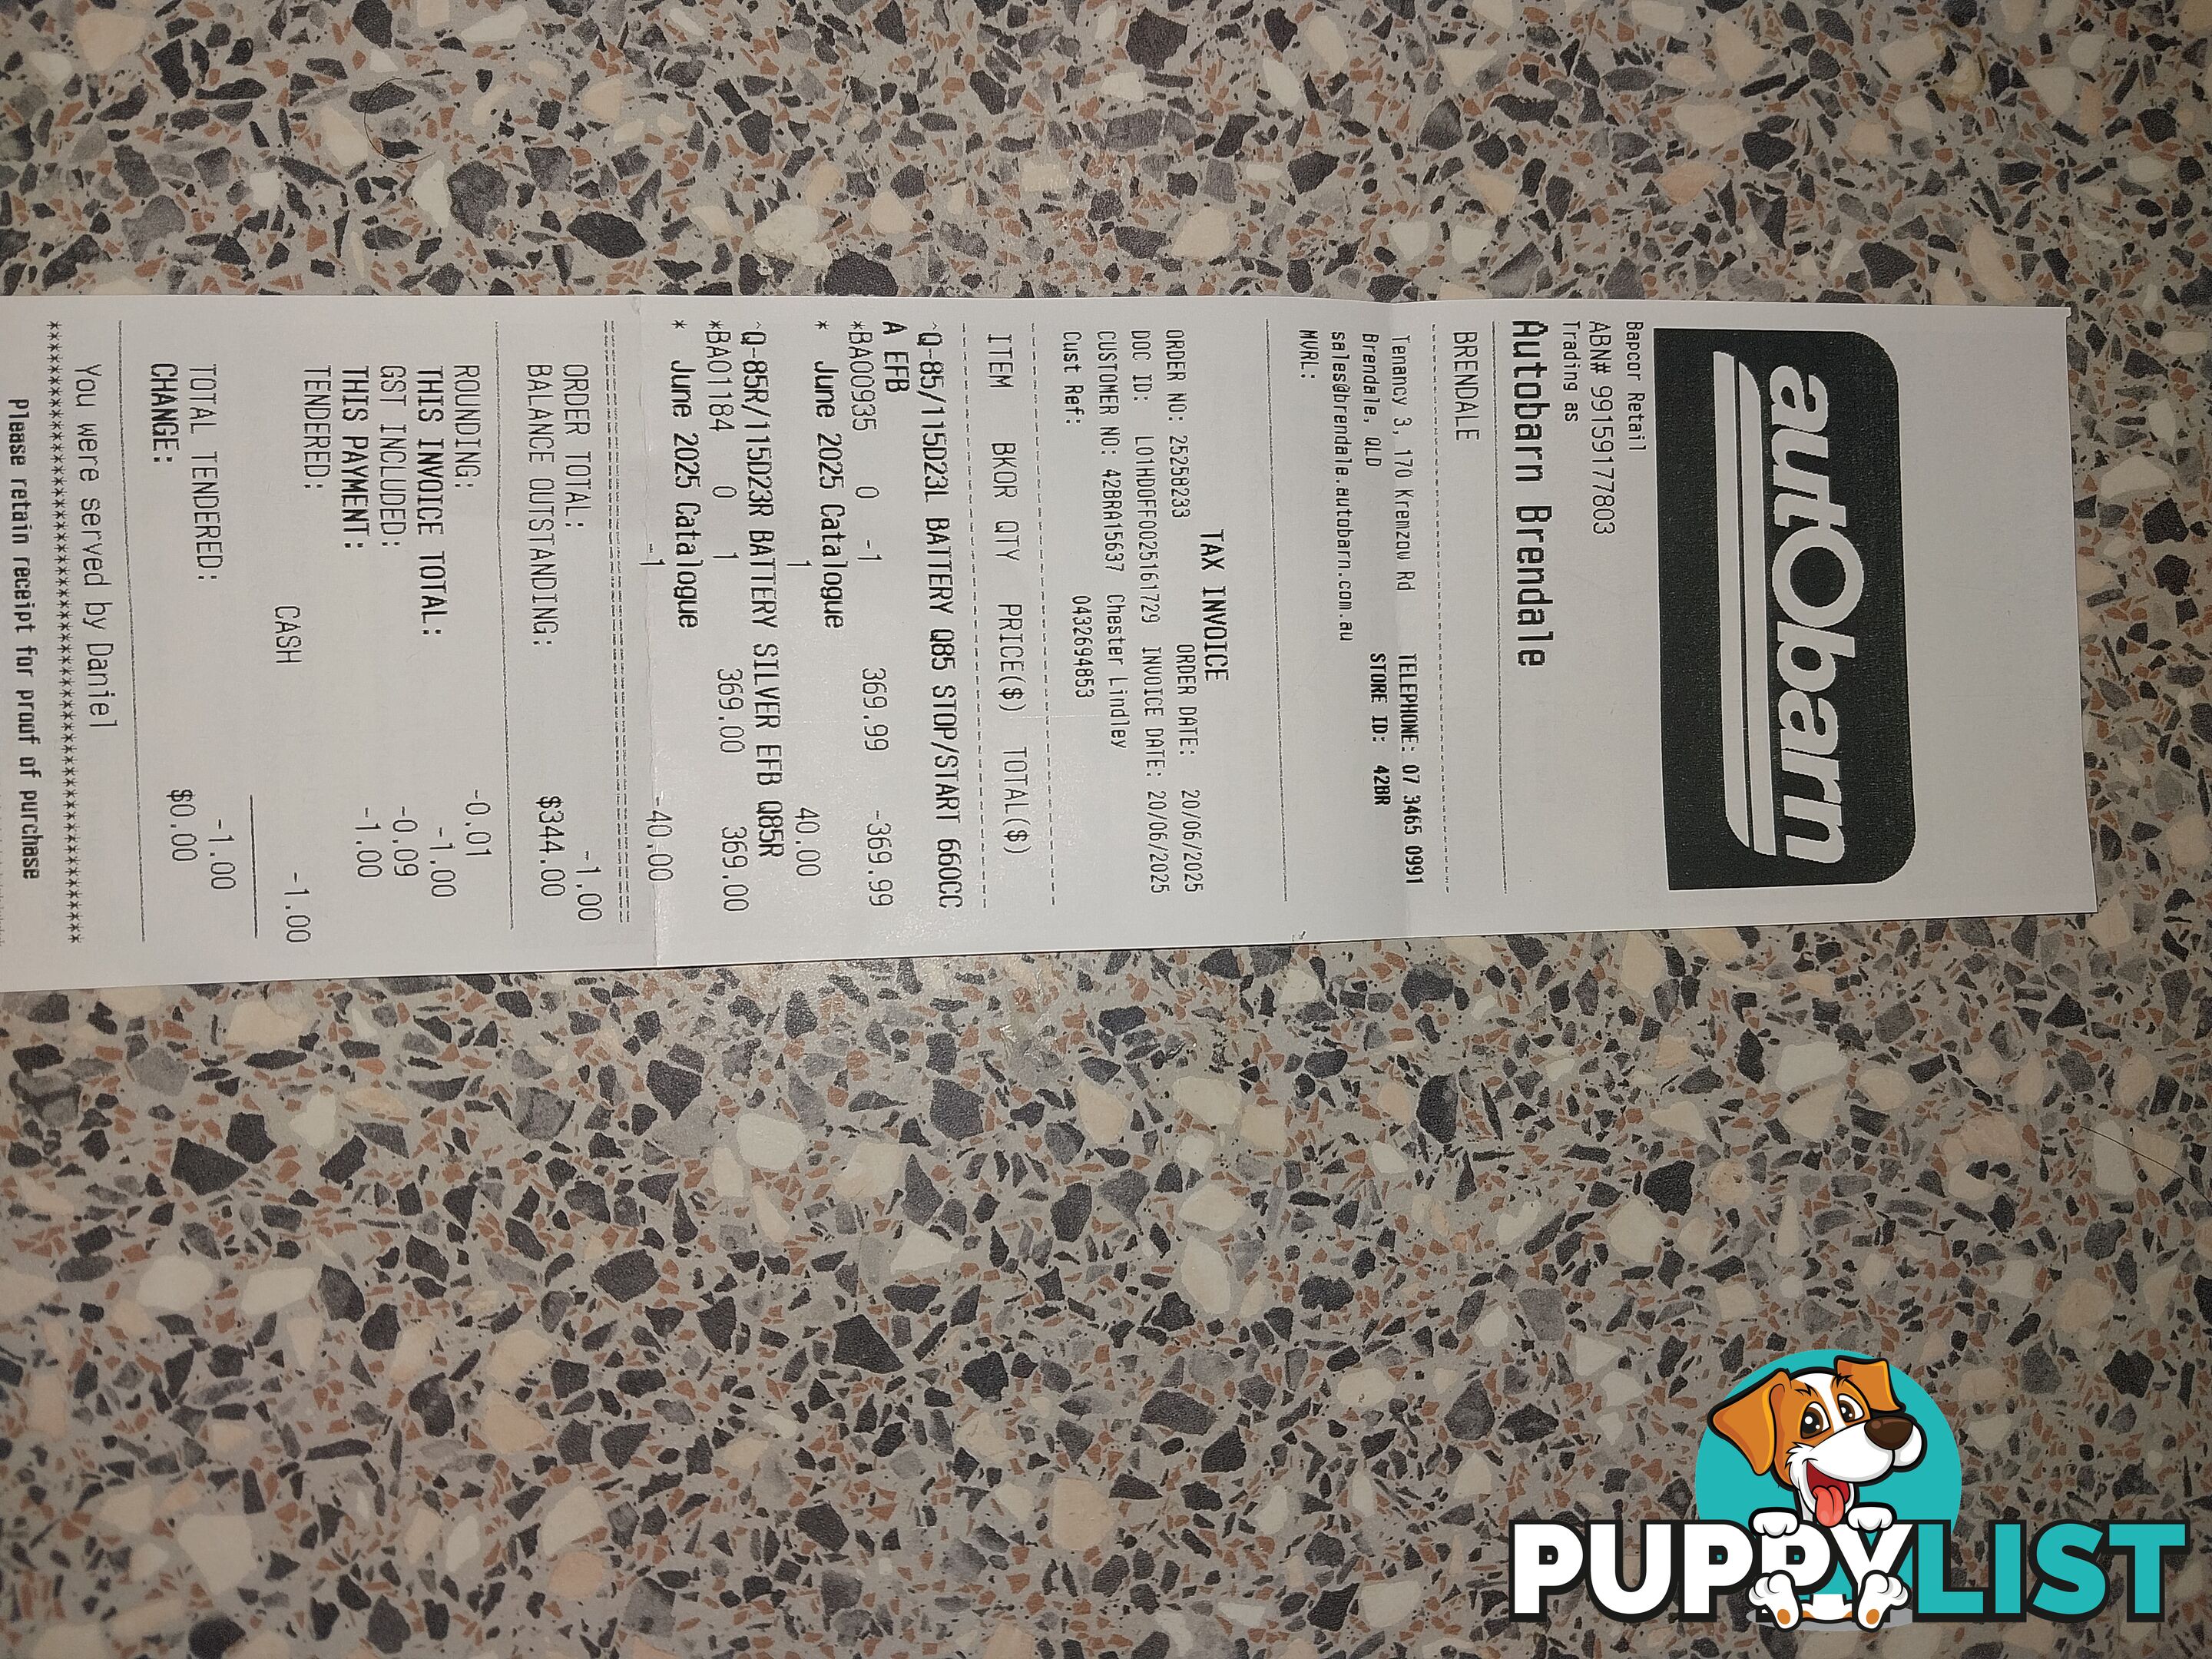 autobarn
Bapcor Retail
ABN# 99159177803
Trading as
Autobarn Brendale
BRENDALE
Tenancy 3, 170 Kremzow Rd TELEPHONE: 07 3465 0991
Brendale, QLD STORE ID: 42BR
sales@brendale.autobarn.com.au
MVRL:
TAX INVOICE
ORDER NO: 25258233 ORDER DATE: 20/06/2025
DOC ID: L01HDOFF0025161729 INVOICE DATE: 20/06/2025
CUSTOMER NO: 42BRA15637 Chester Lindley
Cust Ref: 0432694853
ITEM BKOR QTY PRICE($) TOTAL($)
^Q-85/115D23L BATTERY Q85 STOP/START 660CC
A EFB
*BA00935 0 -1 369.99 -369.99
* June 2025 Catalogue
1 40.00
^Q-85R/115D23R BATTERY SILVER EFB Q85R
*BA01184 0 1 369.00 369.00
* June 2025 Catalogue
-1 -40.00
ORDER TOTAL: -1.00
BALANCE OUTSTANDING: $344.00
ROUNDING: -0.01
THIS INVOICE TOTAL: -1.00
GST INCLUDED: -0.09
THIS PAYMENT: -1.00
TENDERED:
CASH -1.00
TOTAL TENDERED: -1.00
CHANGE: $0.00
You were served by Daniel
Please retain receipt for proof of purchase
PUPPYLIST